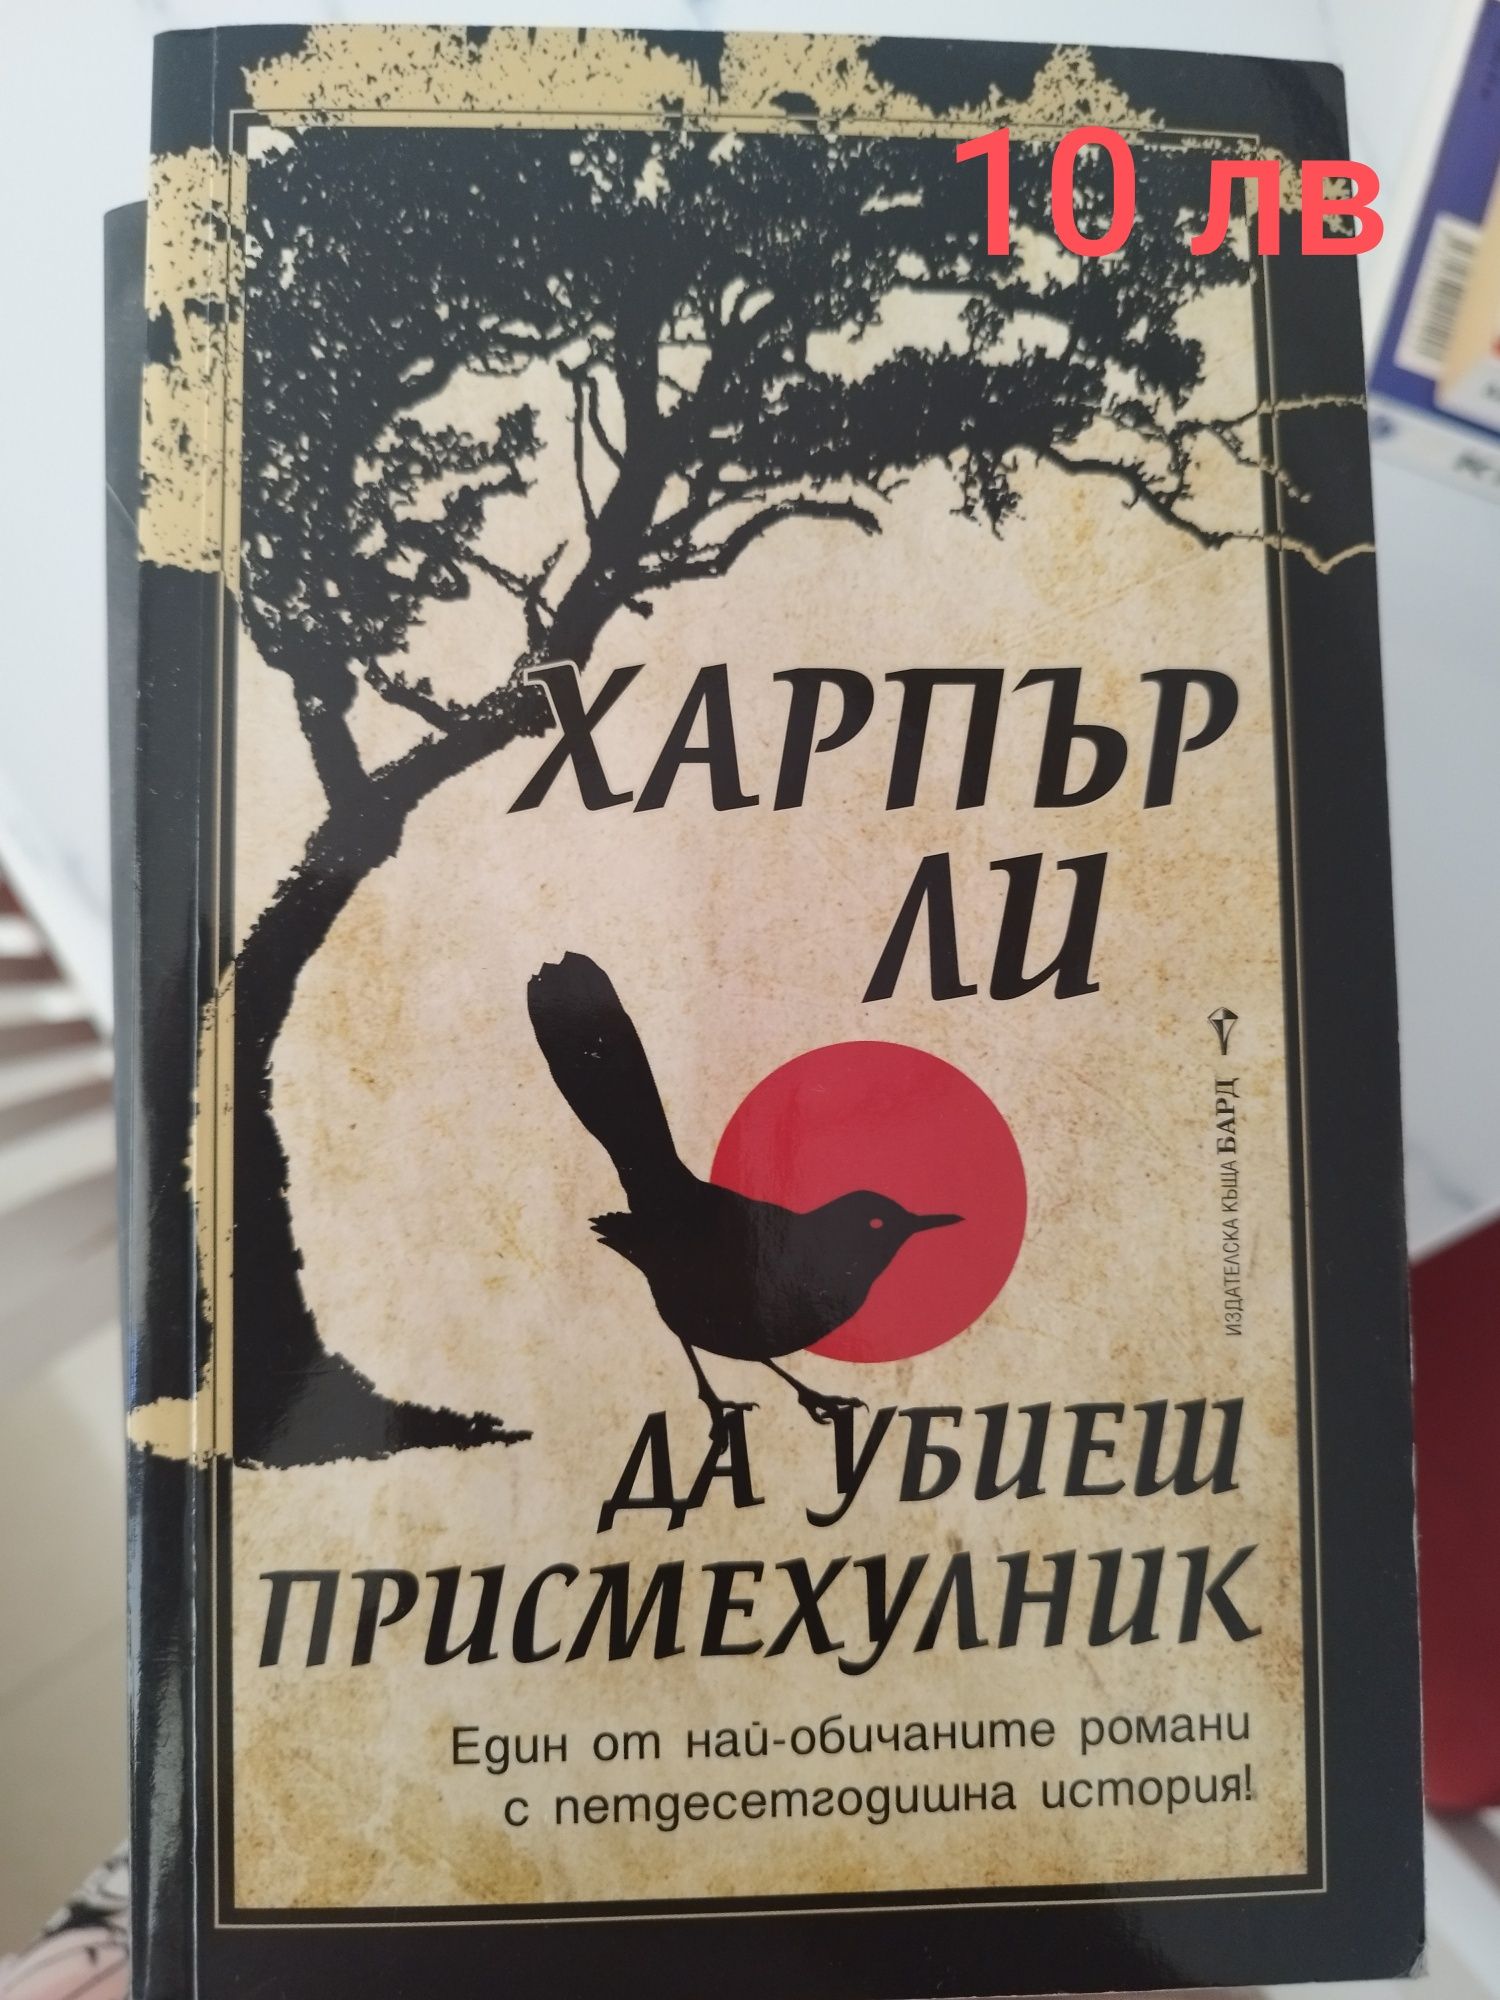 10 лв
ХАРПЪР
ЛИ
ИЗДАТЕЛСКА КЪЩА БАРД
ДА УБИЕШ
ПРИСМЕХУЛНИК
Един от най-обичаните романи
с петдесетгодишна история!